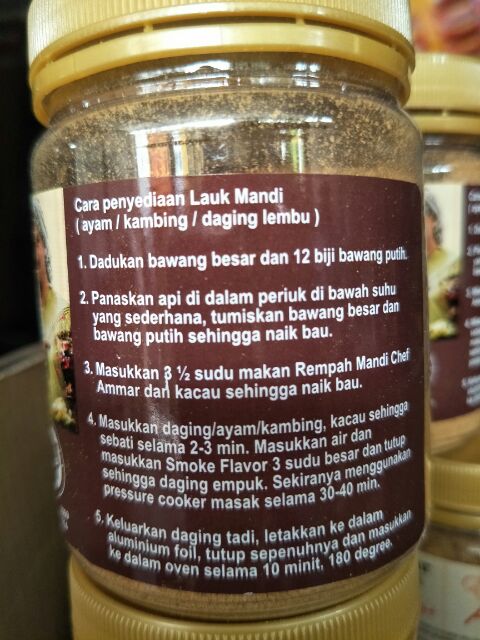 Cara penyediaan Lauk Mandi
( ayam / kambing / daging lembu )
1. Dadukan bawang besar dan 12 biji bawang putih.
2. Panaskan api di dalam periuk di bawah suhu
yang sederhana, tumiskan bawang besar dan
bawang putih sehingga naik bau.
3. Masukkan 3 ½ sudu makan Rempah Mandi Chef
Ammar dan kacau sehingga naik bau.
4. Masukkan daging/ayam/kambing, kacau sehingga
sebati selama 2-3 min. Masukkan air dan
masukkan Smoke Flavor 3 sudu besar dan tutup
sehingga daging empuk. Sekiranya menggunakan
pressure cooker masak selama 30-40 min.
5. Keluarkan daging tadi, letakkan ke dalam
aluminium foil, tutup sepenuhnya dan masukkan
ke dalam oven selama 10 minit, 180 degree.